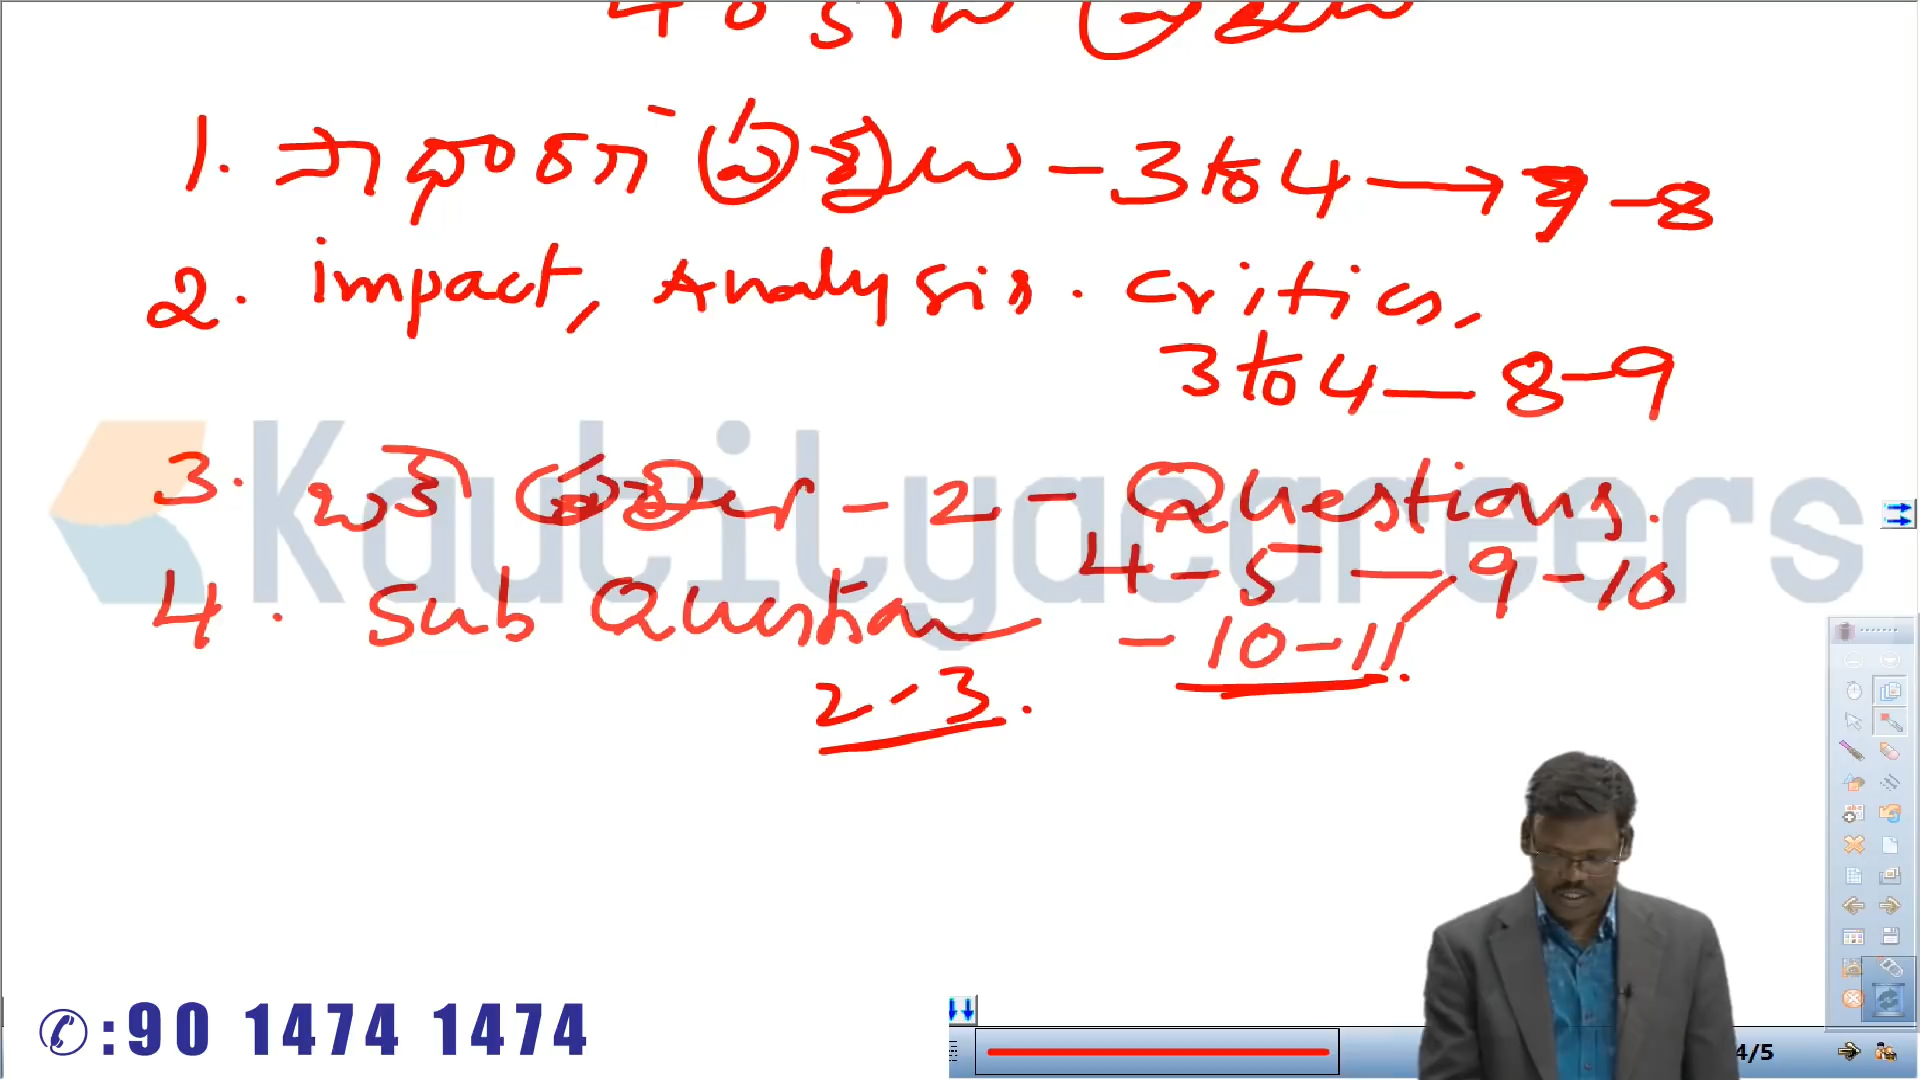 1. సాధారణ ప్రశ్నలు - 3 to 4 → 7 - 8
2. impact, Analysis. critics,
3 to 4 — 8 - 9
3. - 2 - Questions.
4 - 5 — 9 - 10
4. Sub Question - 10 - 11.
2 - 3.
Kautilyacareers
✆:90 1474 1474
4/5